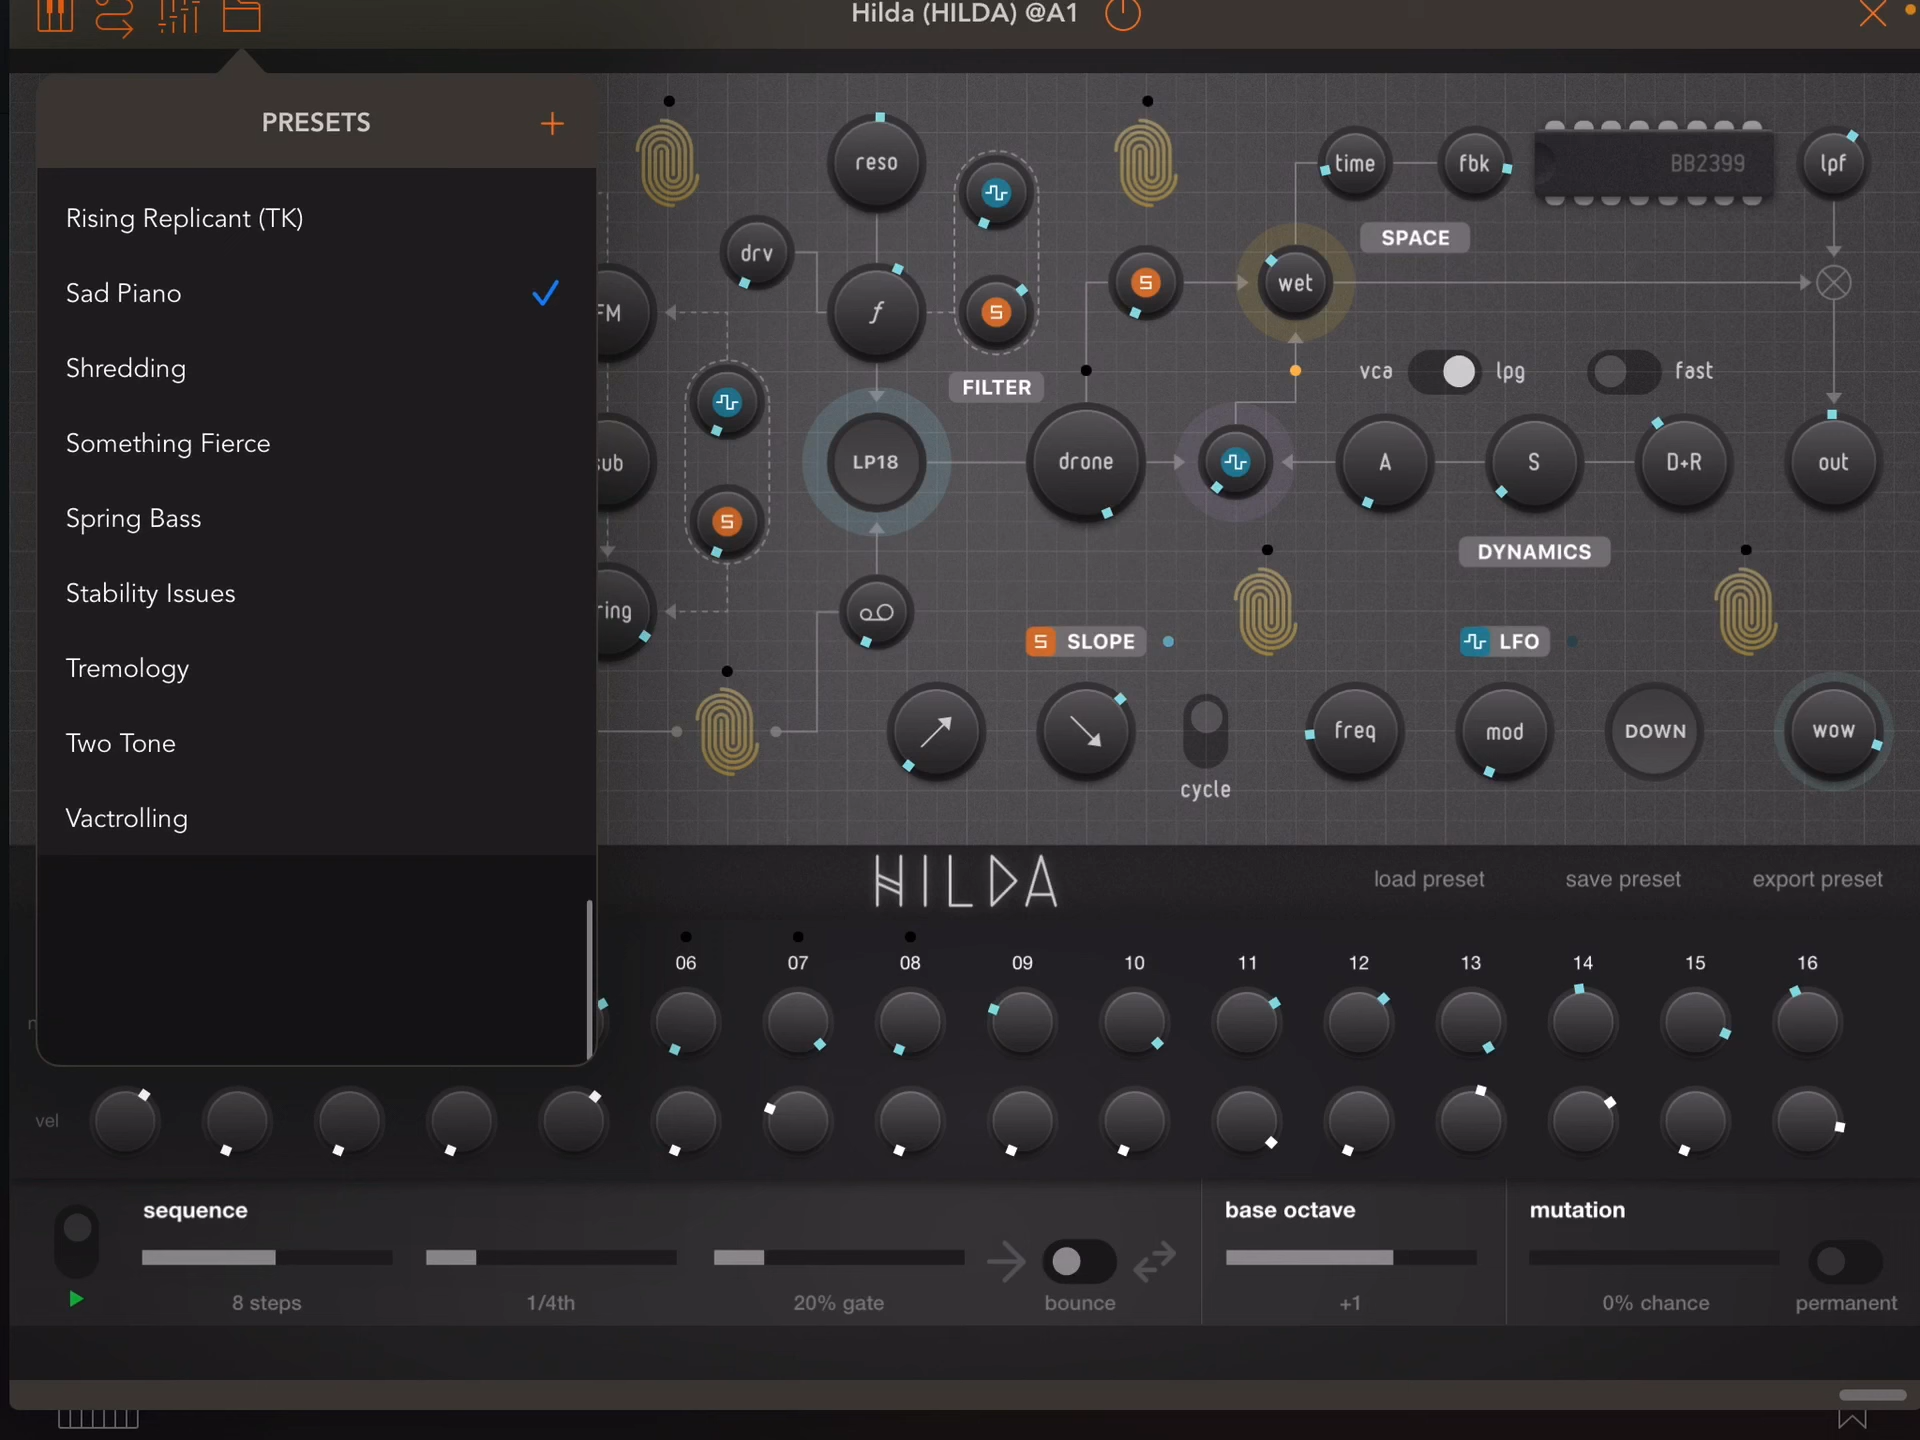 Hilda (HILDA) @A1
PRESETS
Rising Replicant (TK)
Sad Piano
Shredding
Something Fierce
Spring Bass
Stability Issues
Tremology
Two Tone
Vactrolling
reso
time
fbk
BB2399
lpf
drv
SPACE
FM
f
S
S
wet
FILTER
vca
lpg
fast
sub
LP18
drone
A
S
D+R
out
S
DYNAMICS
ring
S SLOPE
LFO
freq
mod
DOWN
wow
cycle
HILDA
load preset
save preset
export preset
06
07
08
09
10
11
12
13
14
15
16
vel
sequence
base octave
mutation
8 steps
1/4th
20% gate
bounce
+1
0% chance
permanent